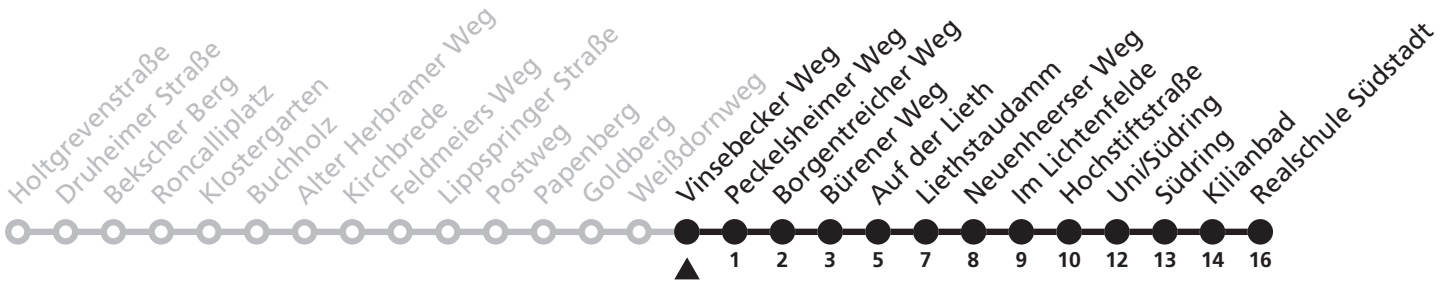 Holtgrevenstraße
Druheimer Straße
Bekscher Berg
Roncalliplatz
Klostergarten
Buchholz
Alter Herbramer Weg
Kirchbrede
Feldmeiers Weg
Lippspringer Straße
Postweg
Papenberg
Goldberg
Weißdornweg
Vinsebecker Weg
Peckelsheimer Weg
Borgentreicher Weg
Bürener Weg
Auf der Lieth
Liethstaudamm
Neuenheerser Weg
Im Lichtenfelde
Hochstiftstraße
Uni/Südring
Südring
Kilianbad
Realschule Südstadt
1 2 3 5 7 8 9 10 12 13 14 16